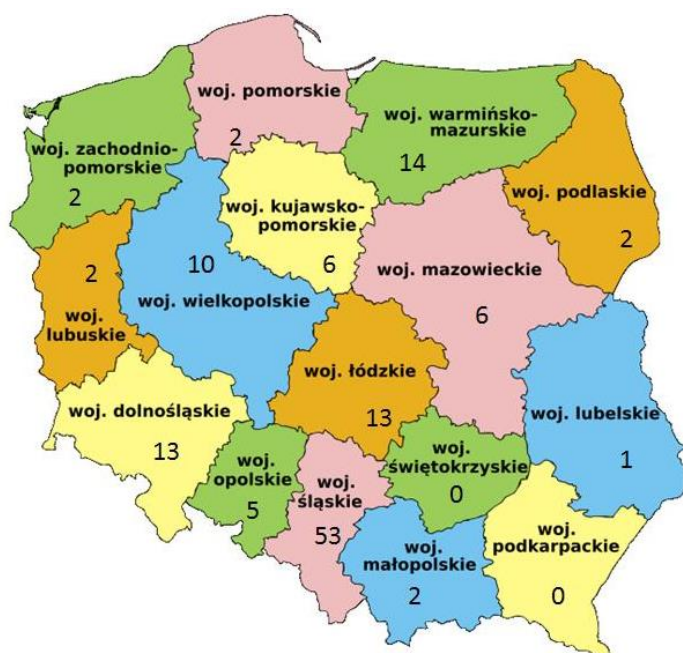 woj. pomorskie
2
woj. warmińsko-
mazurskie
14
woj. zachodnio-
pomorskie
2
woj. podlaskie
2
woj. kujawsko-
pomorskie
6
woj. mazowieckie
6
2
woj.
lubuskie
10
woj. wielkopolskie
woj. łódzkie
13
woj. dolnośląskie
13
woj. lubelskie
1
woj.
opolskie
5
woj.
śląskie
53
woj.
świętokrzyskie
0
woj.
małopolskie
2
woj.
podkarpackie
0